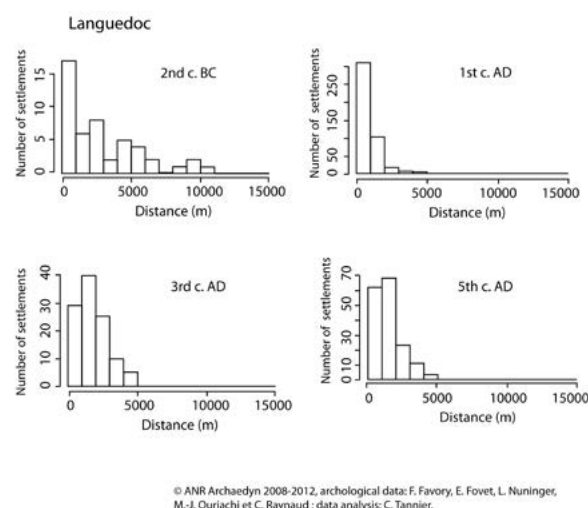 Languedoc
2nd c. BC
Number of settlements
0 5 10 15
0 5000 10000 15000
Distance (m)
1st c. AD
Number of settlements
0 50 150 250
0 5000 10000 15000
Distance (m)
3rd c. AD
Number of settlements
0 10 20 30 40
0 5000 10000 15000
Distance (m)
5th c. AD
Number of settlements
0 10 30 50 70
0 5000 10000 15000
Distance (m)
© ANR Archaedyn 2008-2012, archological data: F. Favory, E. Fovet, L. Nuninger,
M.-J. Ouriachi et C. Raynaud ; data analysis: C. Tannier.